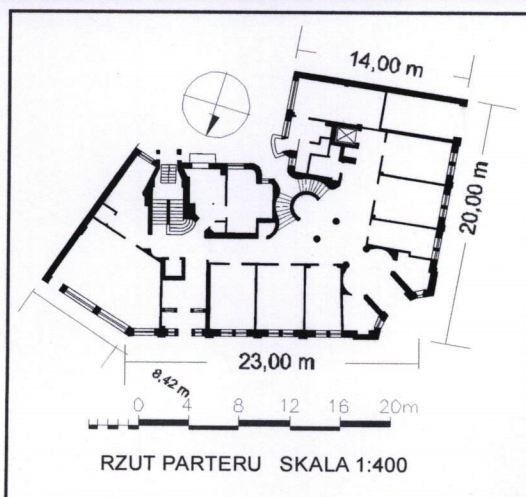 14,00 m
20,00 m
23,00 m
8,42 m
0 4 8 12 16 20m
RZUT PARTERU SKALA 1:400